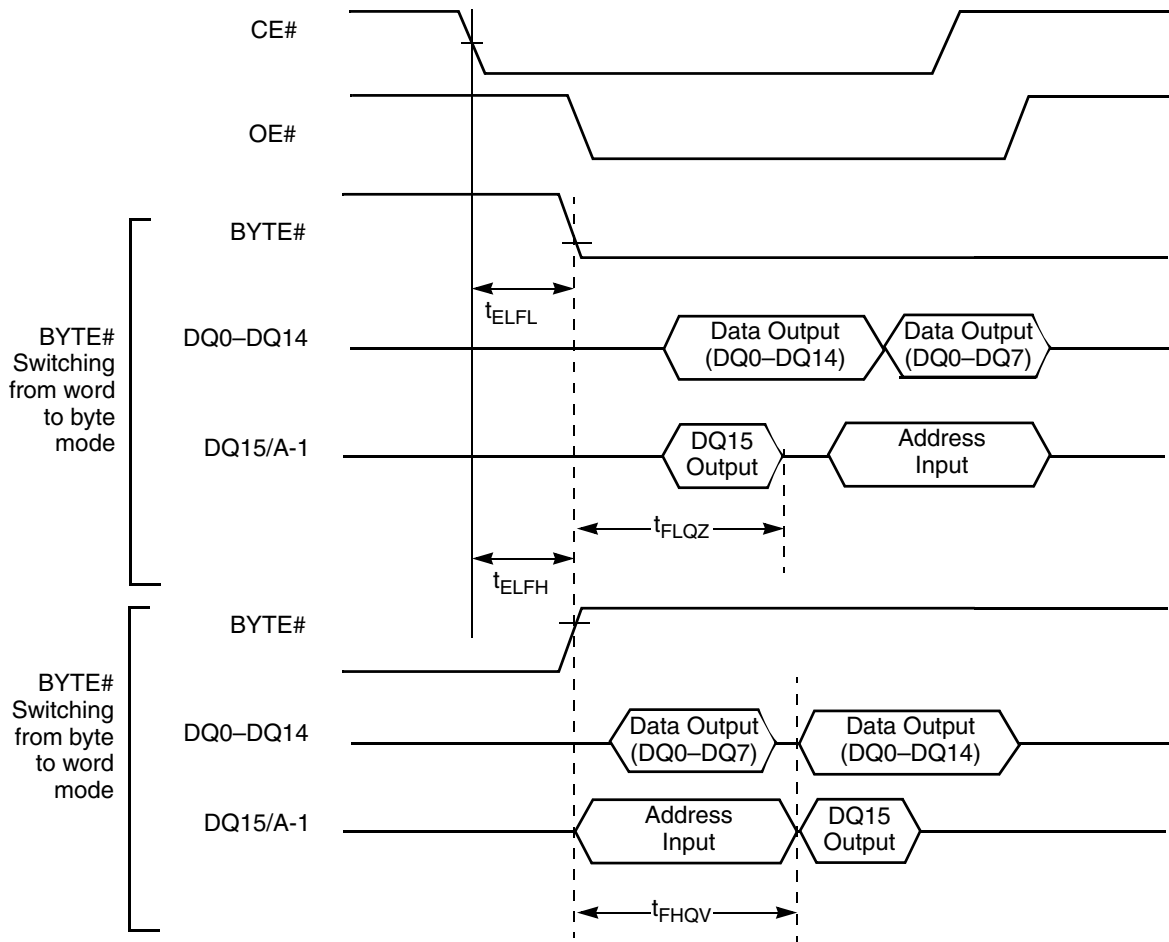 CE#
OE#
BYTE#
tELFL
BYTE#
Switching
from word
to byte
mode
DQ0–DQ14
Data Output
(DQ0–DQ14)
Data Output
(DQ0–DQ7)
DQ15/A-1
DQ15
Output
Address
Input
tFLQZ
tELFH
BYTE#
BYTE#
Switching
from byte
to word
mode
DQ0–DQ14
Data Output
(DQ0–DQ7)
Data Output
(DQ0–DQ14)
DQ15/A-1
Address
Input
DQ15
Output
tFHQV